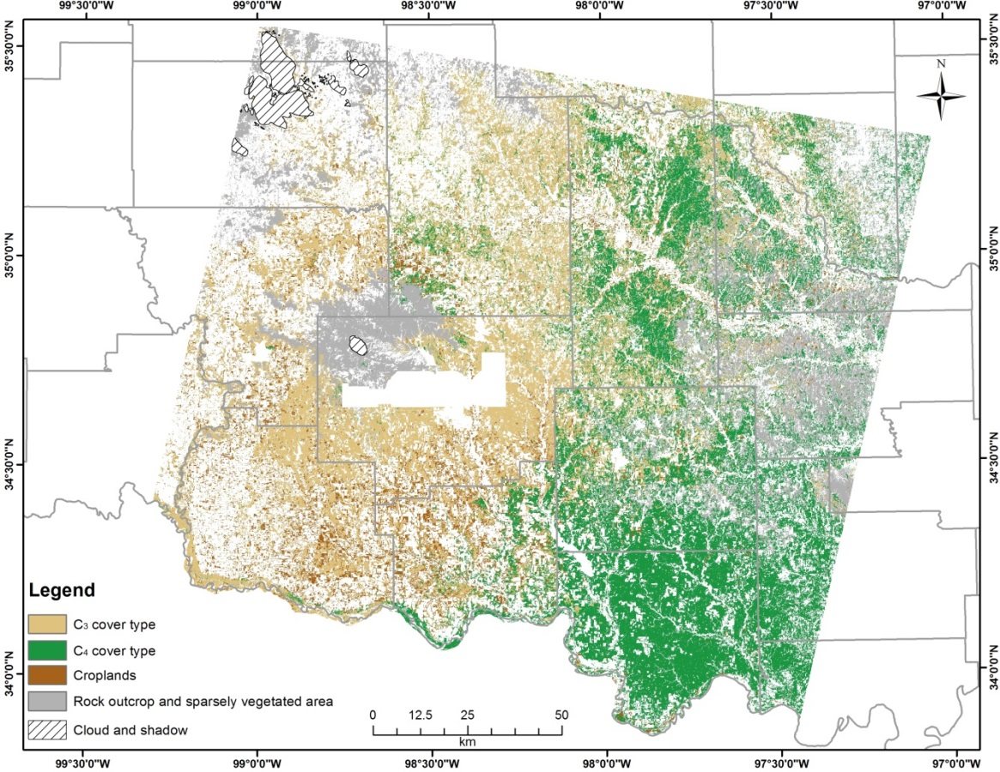 99°30'0"W 99°0'0"W 98°30'0"W 98°0'0"W 97°30'0"W 97°0'0"W
35°30'0"N 35°30'0"N
N
35°0'0"N 35°0'0"N
34°30'0"N 34°30'0"N
34°0'0"N 34°0'0"N
Legend
C₃ cover type
C₄ cover type
Croplands
Rock outcrop and sparsely vegetated area
Cloud and shadow
0 12.5 25 50
km
99°30'0"W 99°0'0"W 98°30'0"W 98°0'0"W 97°30'0"W 97°0'0"W